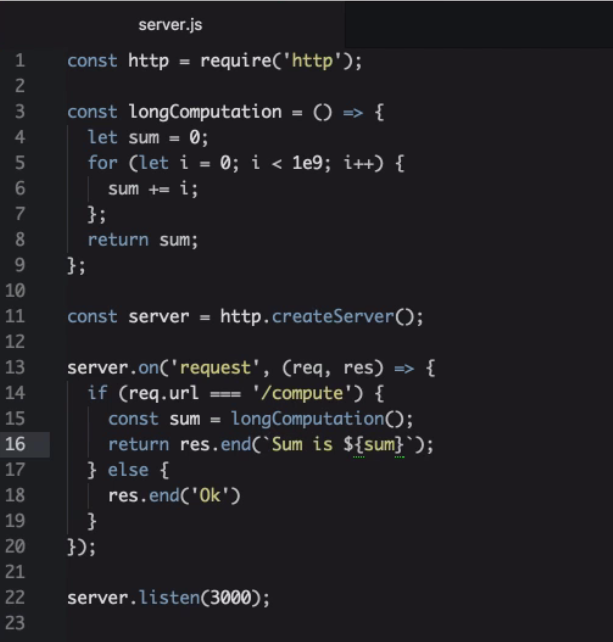 server.js
1 const http = require('http');
2
3 const longComputation = () => {
4   let sum = 0;
5   for (let i = 0; i < 1e9; i++) {
6     sum += i;
7   };
8   return sum;
9 };
10
11 const server = http.createServer();
12
13 server.on('request', (req, res) => {
14   if (req.url === '/compute') {
15     const sum = longComputation();
16     return res.end(`Sum is ${sum}`);
17   } else {
18     res.end('Ok')
19   }
20 });
21
22 server.listen(3000);
23